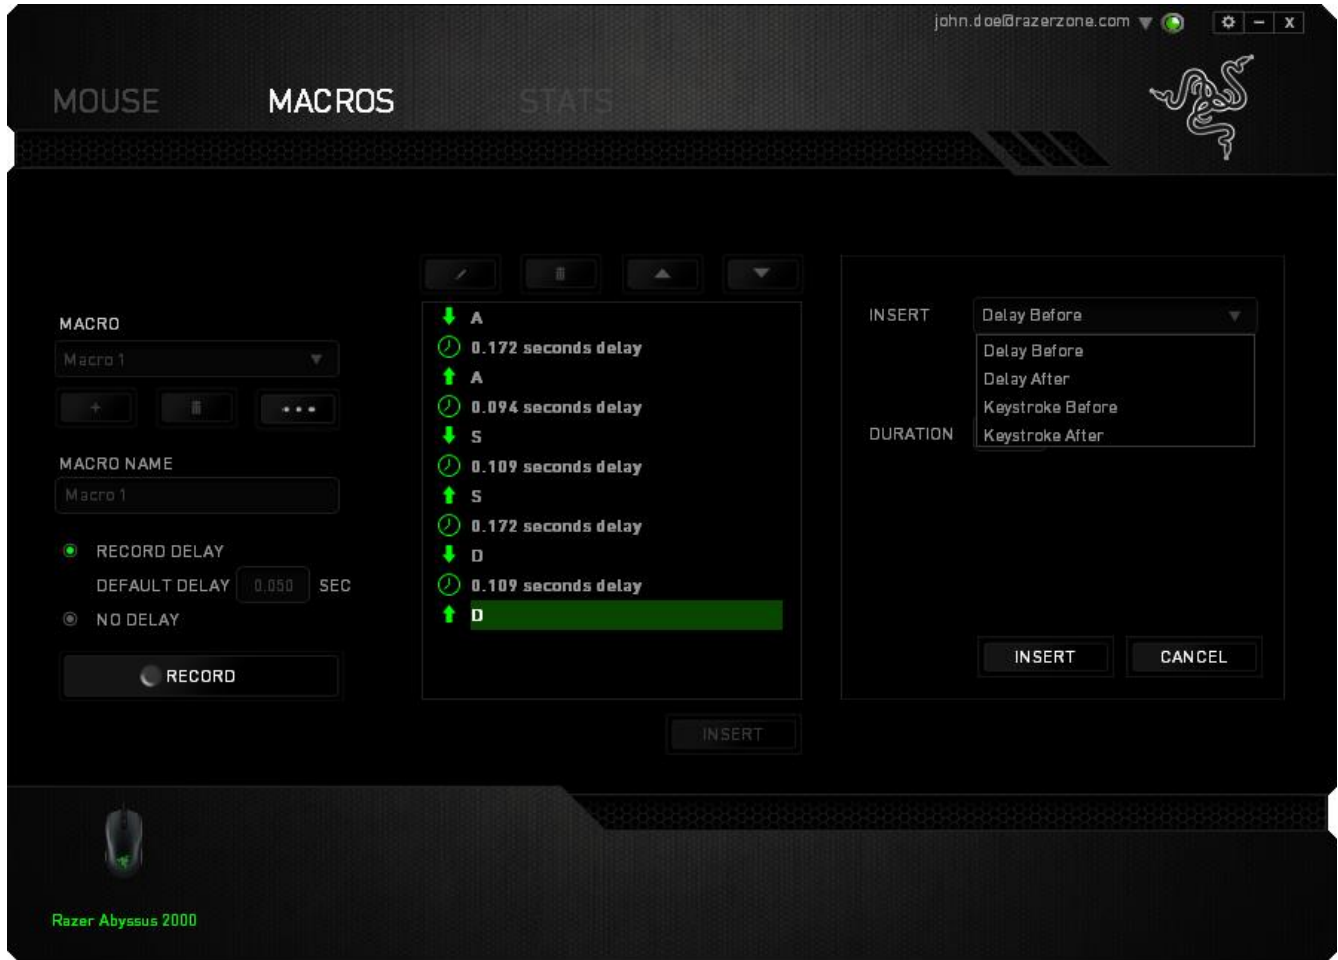 john.doe@razerzone.com
x
MOUSE
MACROS
STATS
MACRO
Macro 1
MACRO NAME
Macro 1
RECORD DELAY
DEFAULT DELAY 0.050 SEC
NO DELAY
RECORD
A
0.172 seconds delay
A
0.094 seconds delay
S
0.109 seconds delay
S
0.172 seconds delay
D
0.109 seconds delay
D
INSERT
INSERT Delay Before
Delay Before
Delay After
Keystroke Before
Keystroke After
DURATION
INSERT
CANCEL
Razer Abyssus 2000